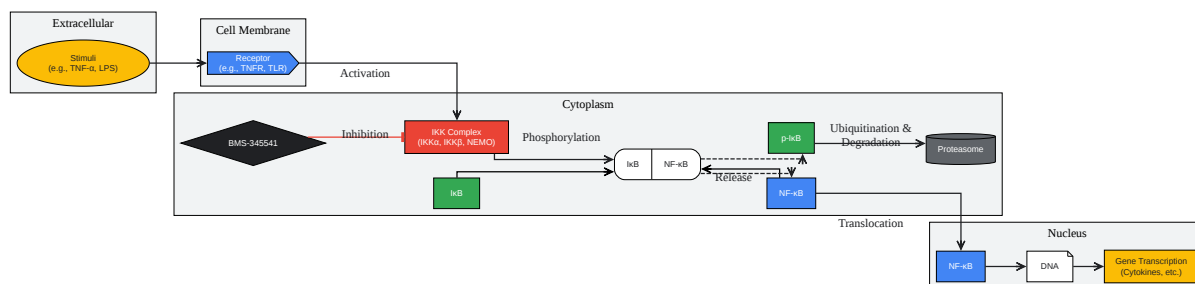 Extracellular
Stimuli
(e.g., TNF-α, LPS)
Cell Membrane
Receptor
(e.g., TNFR, TLR)
Activation
Cytoplasm
BMS-345541
Inhibition
IKK Complex
(IKKα, IKKβ, NEMO)
Phosphorylation
IκB
IκB
NF-κB
Release
p-IκB
NF-κB
Ubiquitination &
Degradation
Proteasome
Translocation
Nucleus
NF-κB
DNA
Gene Transcription
(Cytokines, etc.)